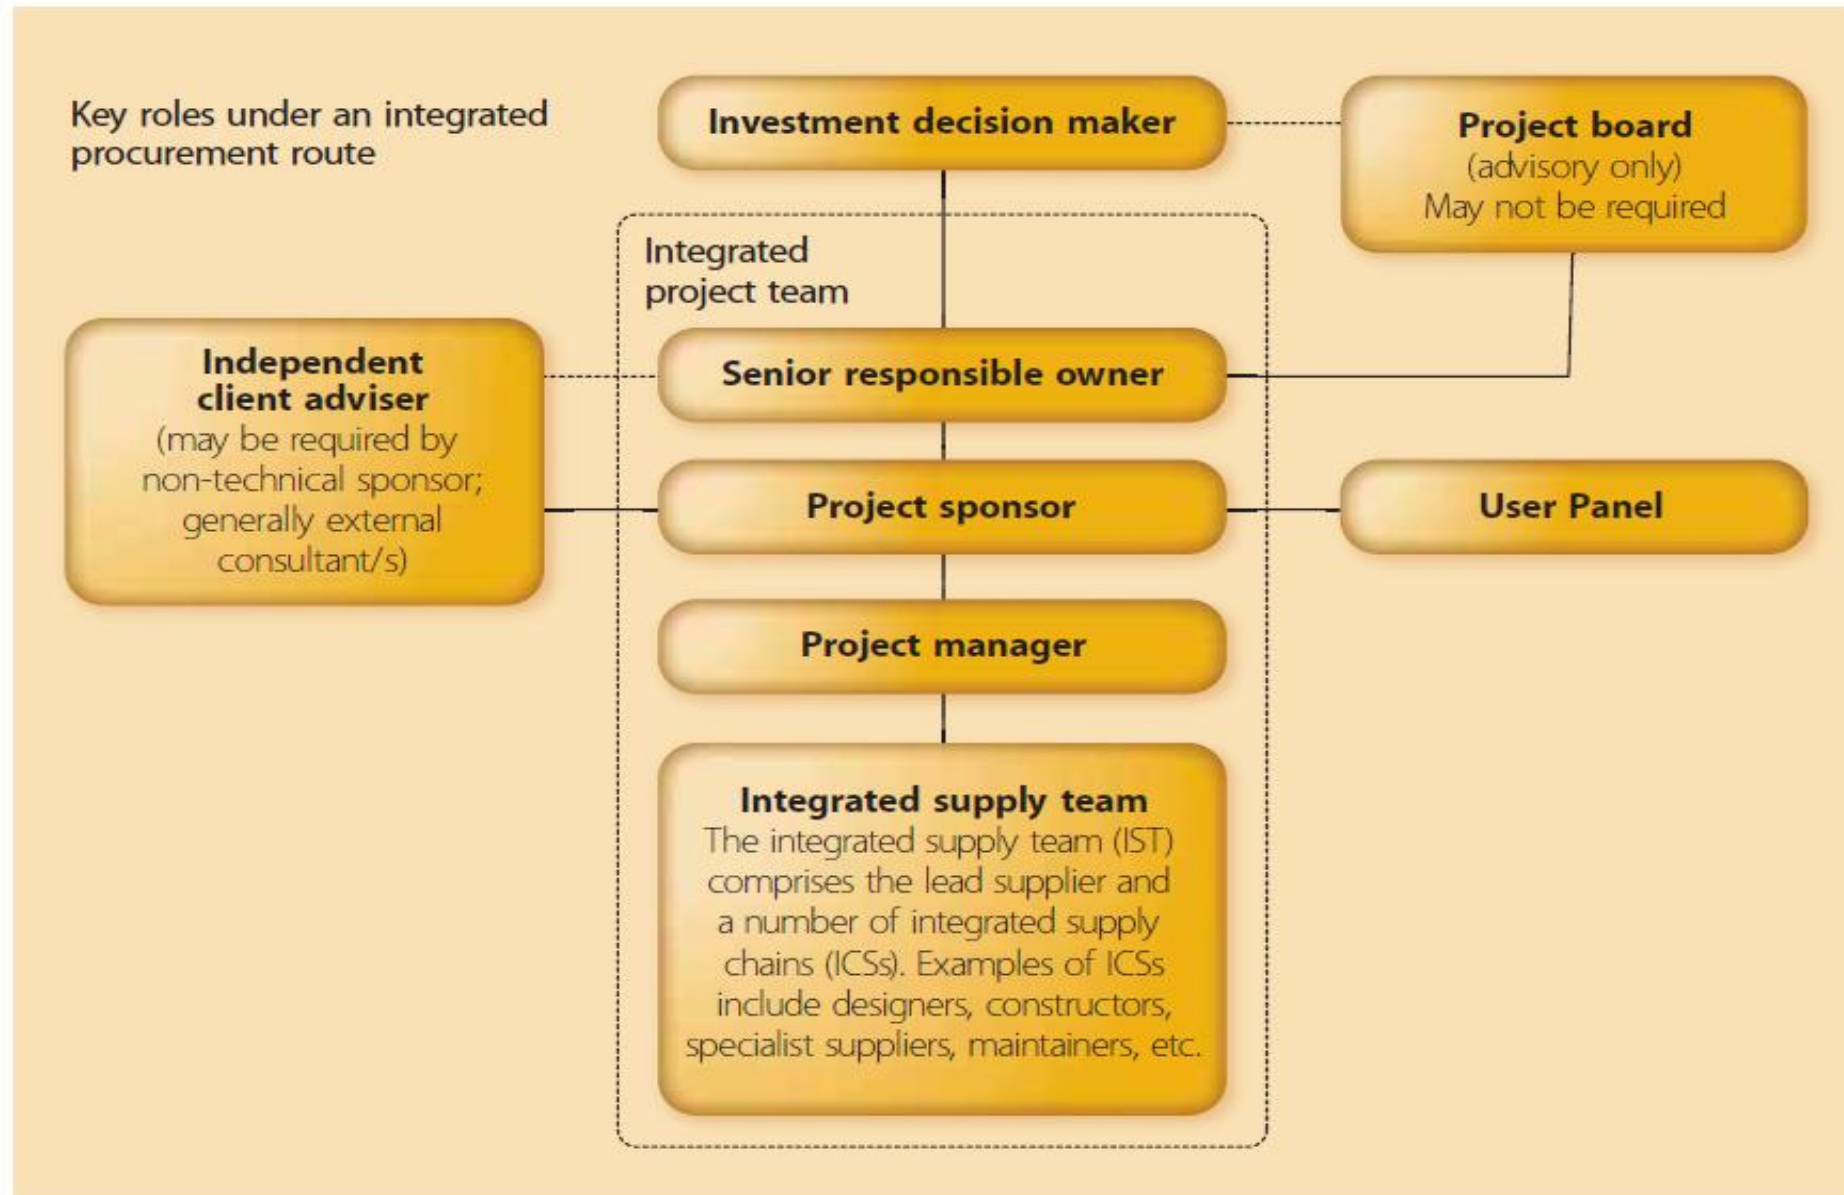 Key roles under an integrated
procurement route
Investment decision maker
Project board
(advisory only)
May not be required
Integrated
project team
Independent
client adviser
(may be required by
non-technical sponsor;
generally external
consultant/s)
Senior responsible owner
Project sponsor
User Panel
Project manager
Integrated supply team
The integrated supply team (IST)
comprises the lead supplier and
a number of integrated supply
chains (ICSs). Examples of ICSs
include designers, constructors,
specialist suppliers, maintainers, etc.